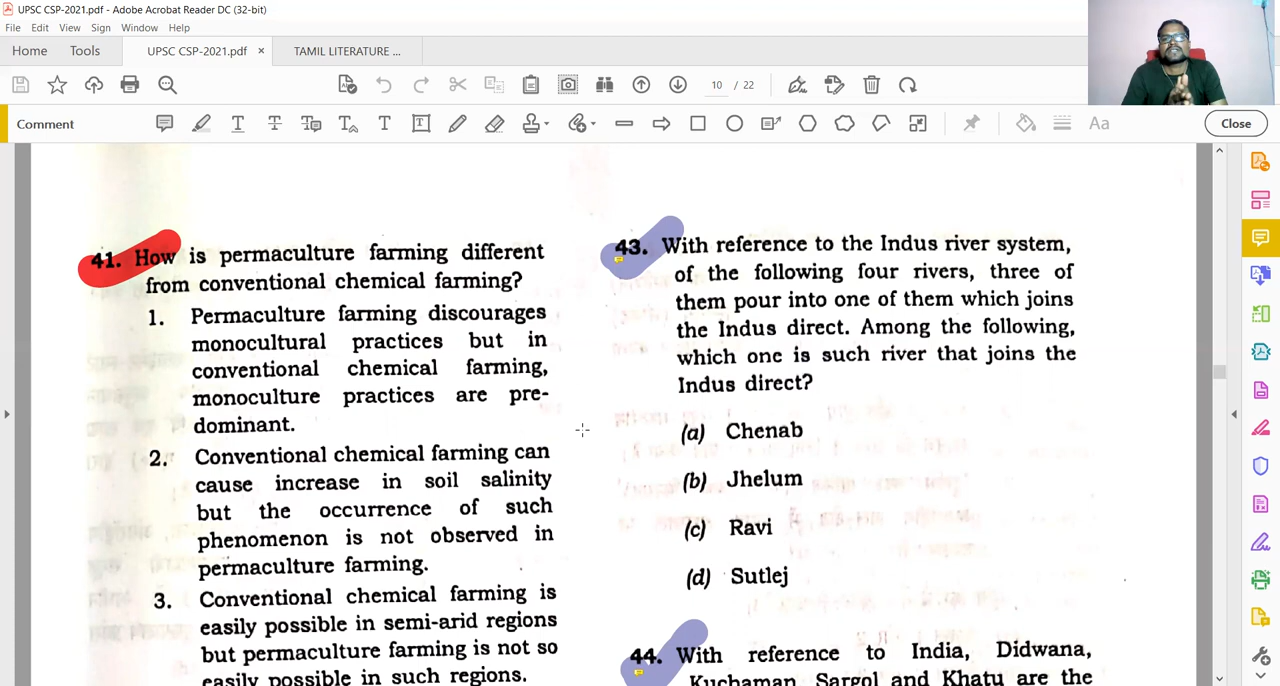 UPSC CSP-2021.pdf - Adobe Acrobat Reader DC (32-bit)
File Edit View Sign Window Help
Home Tools UPSC CSP-2021.pdf × TAMIL LITERATURE ...
10 / 22
Comment
Aa
Close
41. How is permaculture farming different
from conventional chemical farming?
1. Permaculture farming discourages
monocultural practices but in
conventional chemical farming,
monoculture practices are pre-
dominant.
2. Conventional chemical farming can
cause increase in soil salinity
but the occurrence of such
phenomenon is not observed in
permaculture farming.
3. Conventional chemical farming is
easily possible in semi-arid regions
but permaculture farming is not so
easily possible in such regions.
43. With reference to the Indus river system,
of the following four rivers, three of
them pour into one of them which joins
the Indus direct. Among the following,
which one is such river that joins the
Indus direct?
(a) Chenab
(b) Jhelum
(c) Ravi
(d) Sutlej
44. With reference to India, Didwana,
Kuchaman, Sargol and Khatu are the